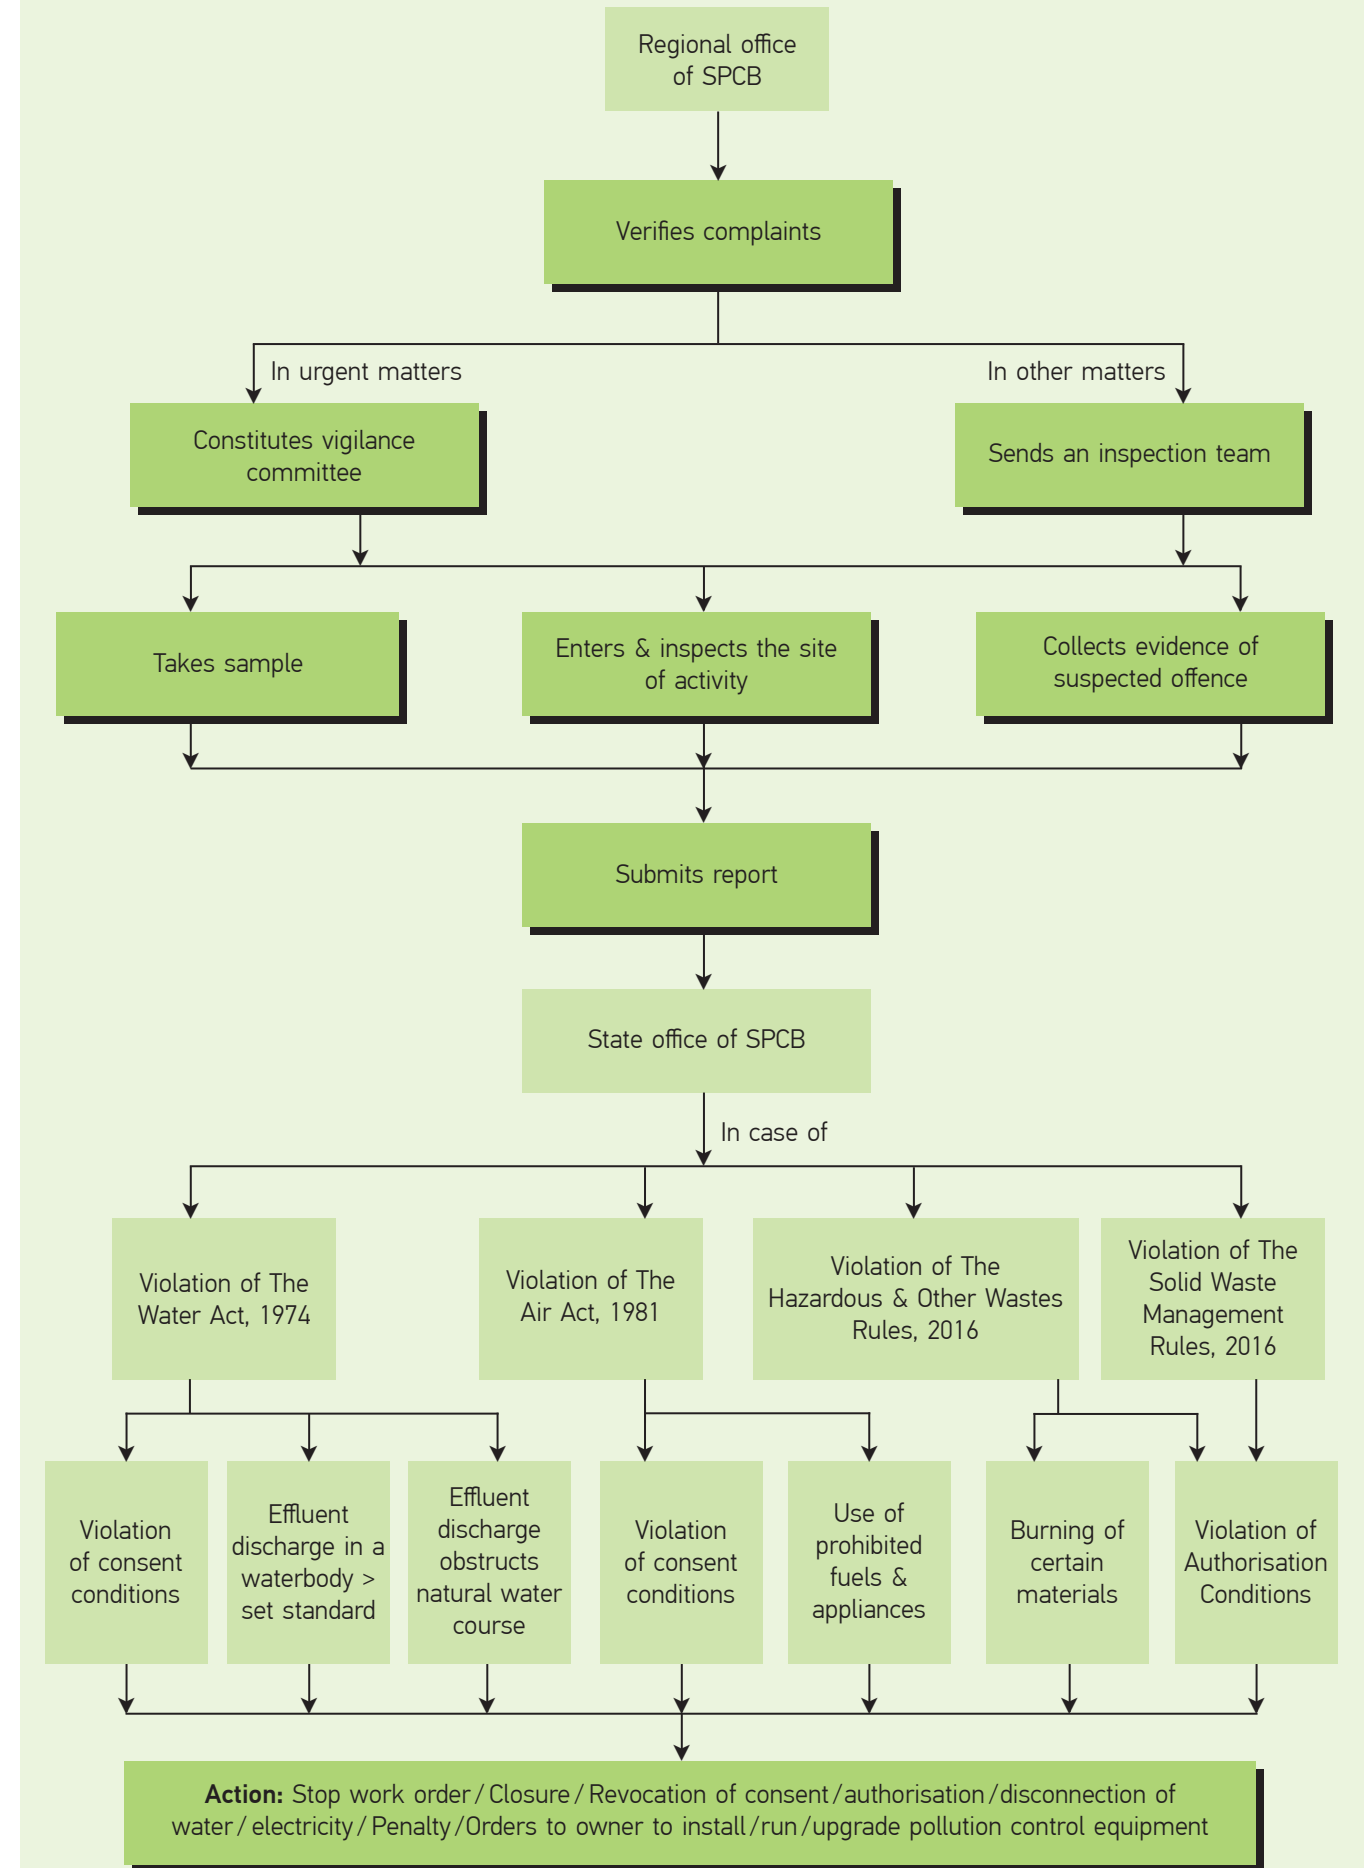 Regional office
of SPCB
Verifies complaints
In urgent matters
In other matters
Constitutes vigilance
committee
Sends an inspection team
Takes sample
Enters & inspects the site
of activity
Collects evidence of
suspected offence
Submits report
State office of SPCB
In case of
Violation of The
Water Act, 1974
Violation of The
Air Act, 1981
Violation of The
Hazardous & Other Wastes
Rules, 2016
Violation of The
Solid Waste
Management
Rules, 2016
Violation
of consent
conditions
Effluent
discharge in a
waterbody >
set standard
Effluent
discharge
obstructs
natural water
course
Violation
of consent
conditions
Use of
prohibited
fuels &
appliances
Burning of
certain
materials
Violation of
Authorisation
Conditions
Action: Stop work order / Closure / Revocation of consent / authorisation / disconnection of
water / electricity / Penalty / Orders to owner to install / run / upgrade pollution control equipment